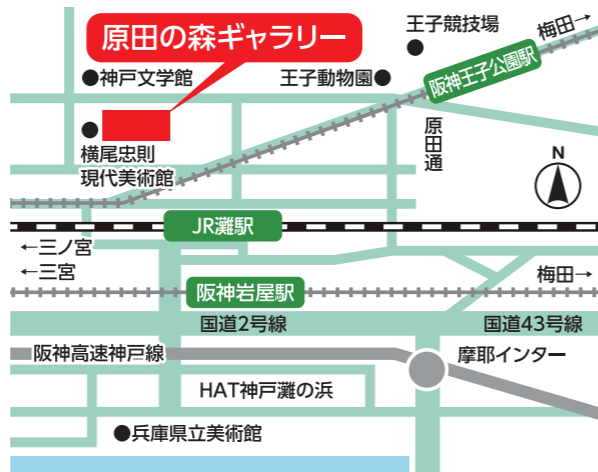 原田の森ギャラリー
王子競技場
梅田→
神戸文学館
王子動物園
阪神王子公園駅
横尾忠則
現代美術館
原田通
N
JR灘駅
←三ノ宮
←三宮
阪神岩屋駅
梅田→
国道2号線
国道43号線
阪神高速神戸線
摩耶インター
HAT神戸灘の浜
兵庫県立美術館